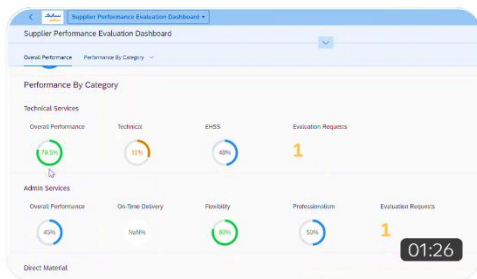 Supplier Performance Evaluation Dashboard
Supplier Performance Evaluation Dashboard
Overall Performance Performance By Category
Performance By Category
Technical Services
Overall Performance Technical EHSS Evaluation Requests
79.5% 31% 48% 1
Admin Services
Overall Performance On-Time Delivery Flexibility Professionalism Evaluation Requests
45% NaN% 80% 50% 1
01:26
Direct Material